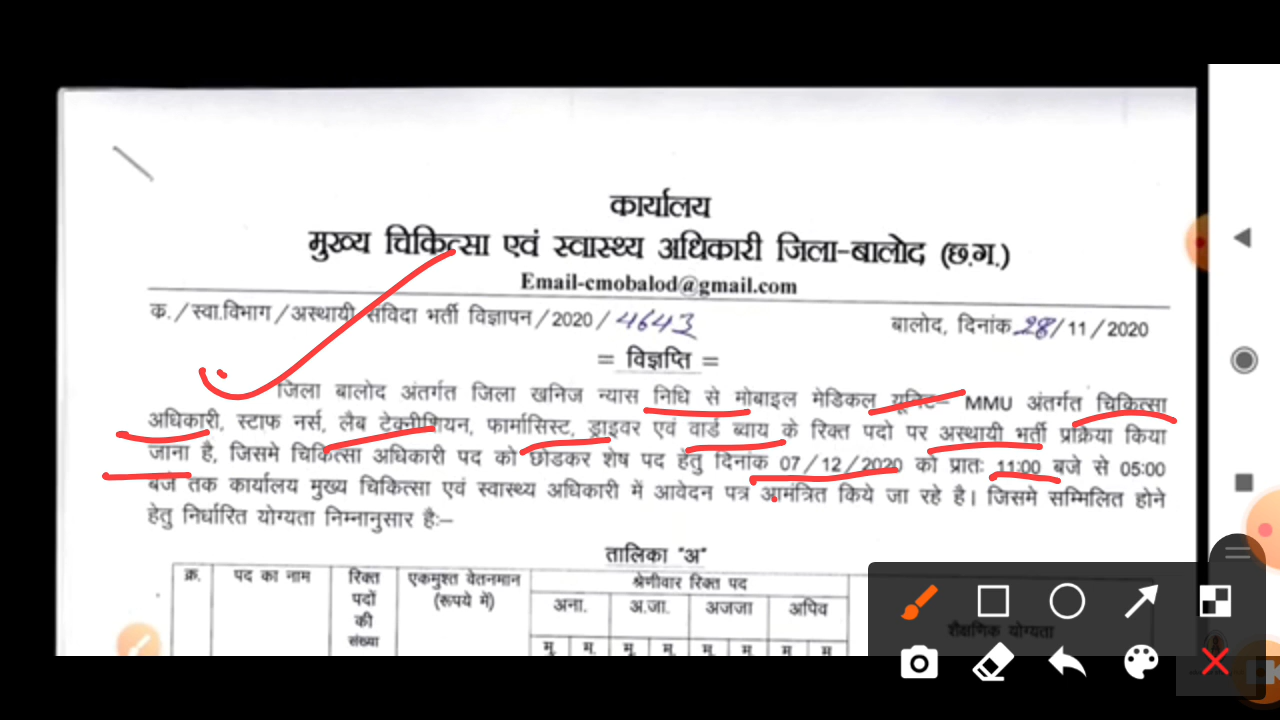 कार्यालय
मुख्य चिकित्सा एवं स्वास्थ्य अधिकारी जिला-बालोद (छ.ग.)
Email-cmobalod@gmail.com
क./स्वा.विभाग/अस्थायी संविदा भर्ती विज्ञापन/2020/4643 बालोद, दिनांक 28/11/2020
= विज्ञप्ति =
जिला बालोद अंतर्गत जिला खनिज न्यास निधि से मोबाइल मेडिकल यूनिट– MMU अंतर्गत चिकित्सा
अधिकारी, स्टाफ नर्स, लैब टेक्नीशियन, फार्मासिस्ट, ड्राइवर एवं वार्ड ब्वाय के रिक्त पदो पर अस्थायी भर्ती प्रक्रिया किया
जाना है, जिसमे चिकित्सा अधिकारी पद को छोडकर शेष पद हेतु दिनांक 07/12/2020 को प्रातः 11:00 बजे से 05:00
बजे तक कार्यालय मुख्य चिकित्सा एवं स्वास्थ्य अधिकारी में आवेदन पत्र आमंत्रित किये जा रहे है। जिसमे सम्मिलित होने
हेतु निर्धारित योग्यता निम्नानुसार है:–
तालिका "अ"
क्र. पद का नाम रिक्त पदों की संख्या एकमुश्त वेतनमान (रूपये में) श्रेणीवार रिक्त पद शैक्षणिक योग्यता
अना. अ.जा. अजजा अपिव
मु. म. मु. म. मु. म. म म